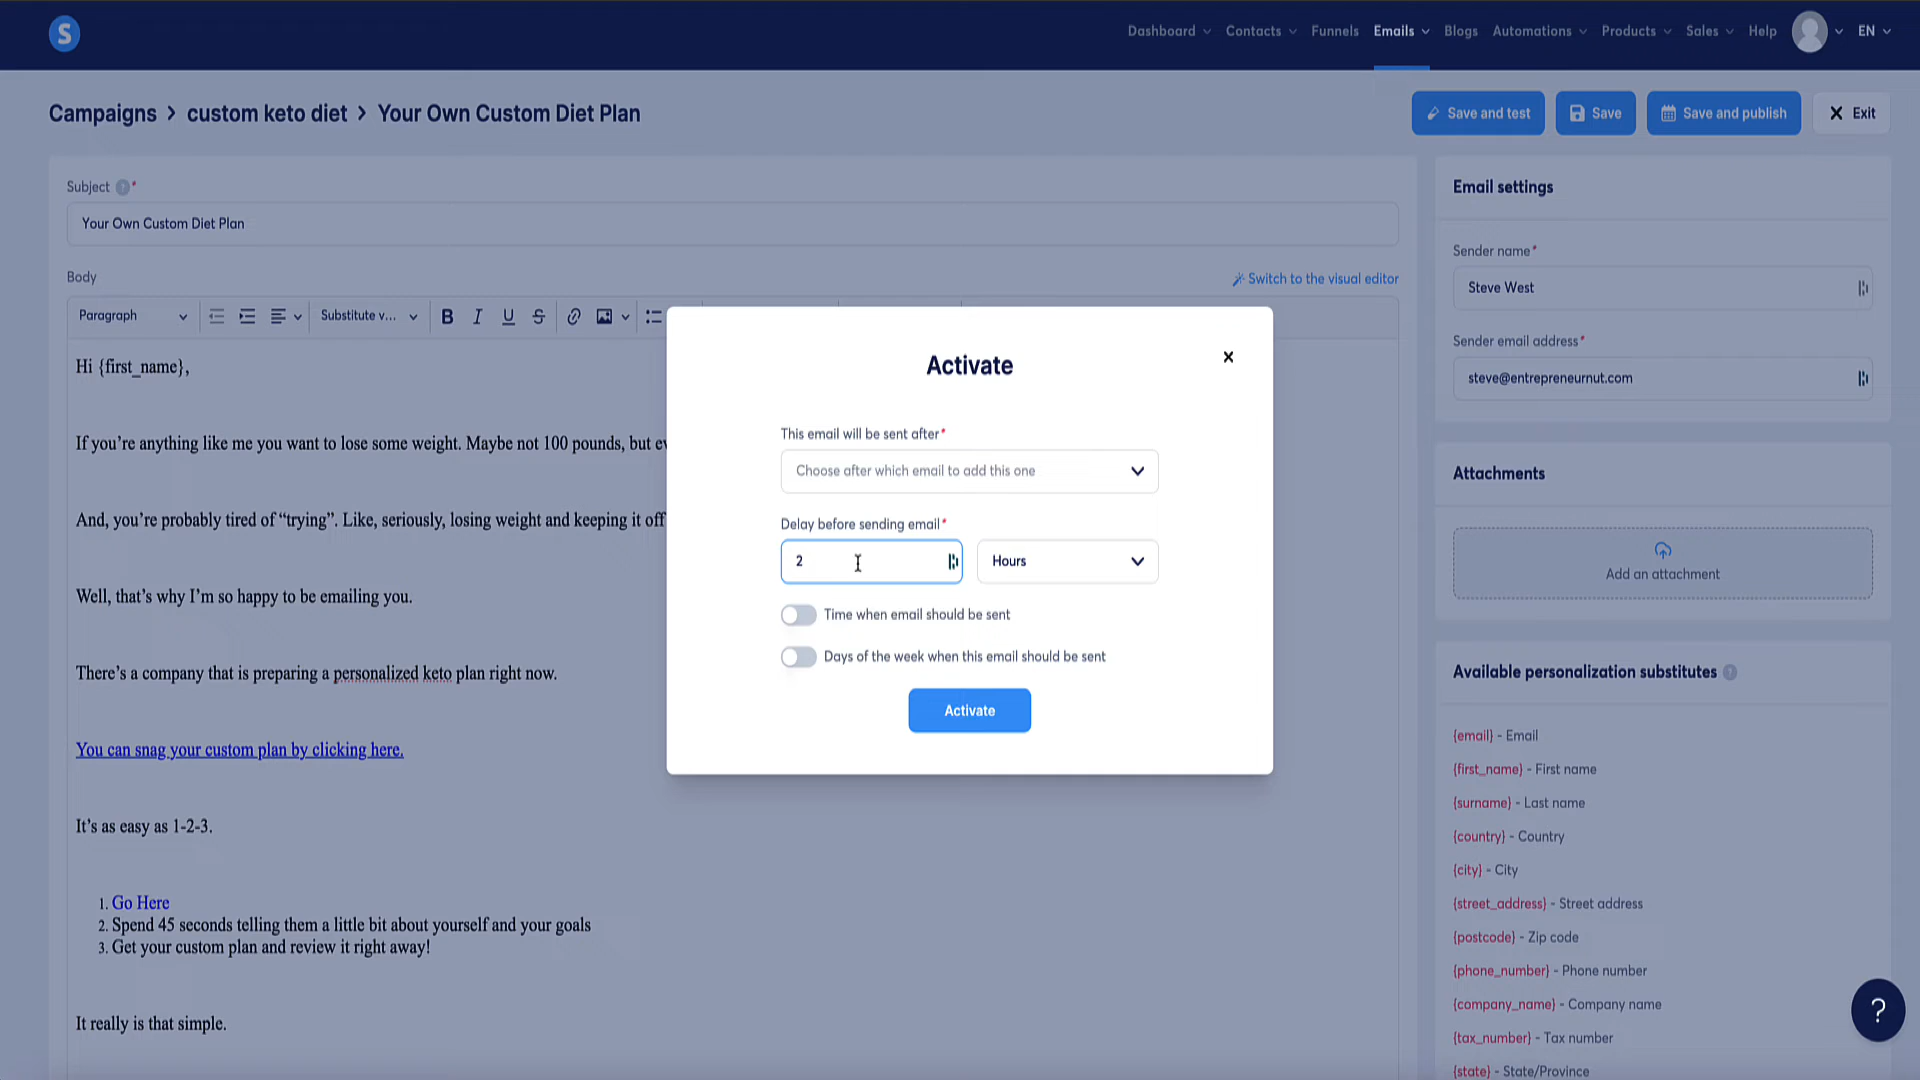 S
Dashboard Contacts Funnels Emails Blogs Automations Products Sales Help EN
Campaigns > custom keto diet > Your Own Custom Diet Plan
Save and test Save Save and publish Exit
Subject ?*
Your Own Custom Diet Plan
Body
Switch to the visual editor
Paragraph Substitute v... B I U S
Hi {first_name},
If you’re anything like me you want to lose some weight. Maybe not 100 pounds, but
And, you’re probably tired of “trying”. Like, seriously, losing weight and keeping it off
Well, that’s why I’m so happy to be emailing you.
There’s a company that is preparing a personalized keto plan right now.
You can snag your custom plan by clicking here.
It’s as easy as 1-2-3.
1. Go Here
2. Spend 45 seconds telling them a little bit about yourself and your goals
3. Get your custom plan and review it right away!
It really is that simple.
Activate
This email will be sent after*
Choose after which email to add this one
Delay before sending email*
2 Hours
Time when email should be sent
Days of the week when this email should be sent
Activate
Email settings
Sender name*
Steve West
Sender email address*
steve@entrepreneurnut.com
Attachments
Add an attachment
Available personalization substitutes ?
{email} - Email
{first_name} - First name
{surname} - Last name
{country} - Country
{city} - City
{street_address} - Street address
{postcode} - Zip code
{phone_number} - Phone number
{company_name} - Company name
{tax_number} - Tax number
{state} - State/Province
?